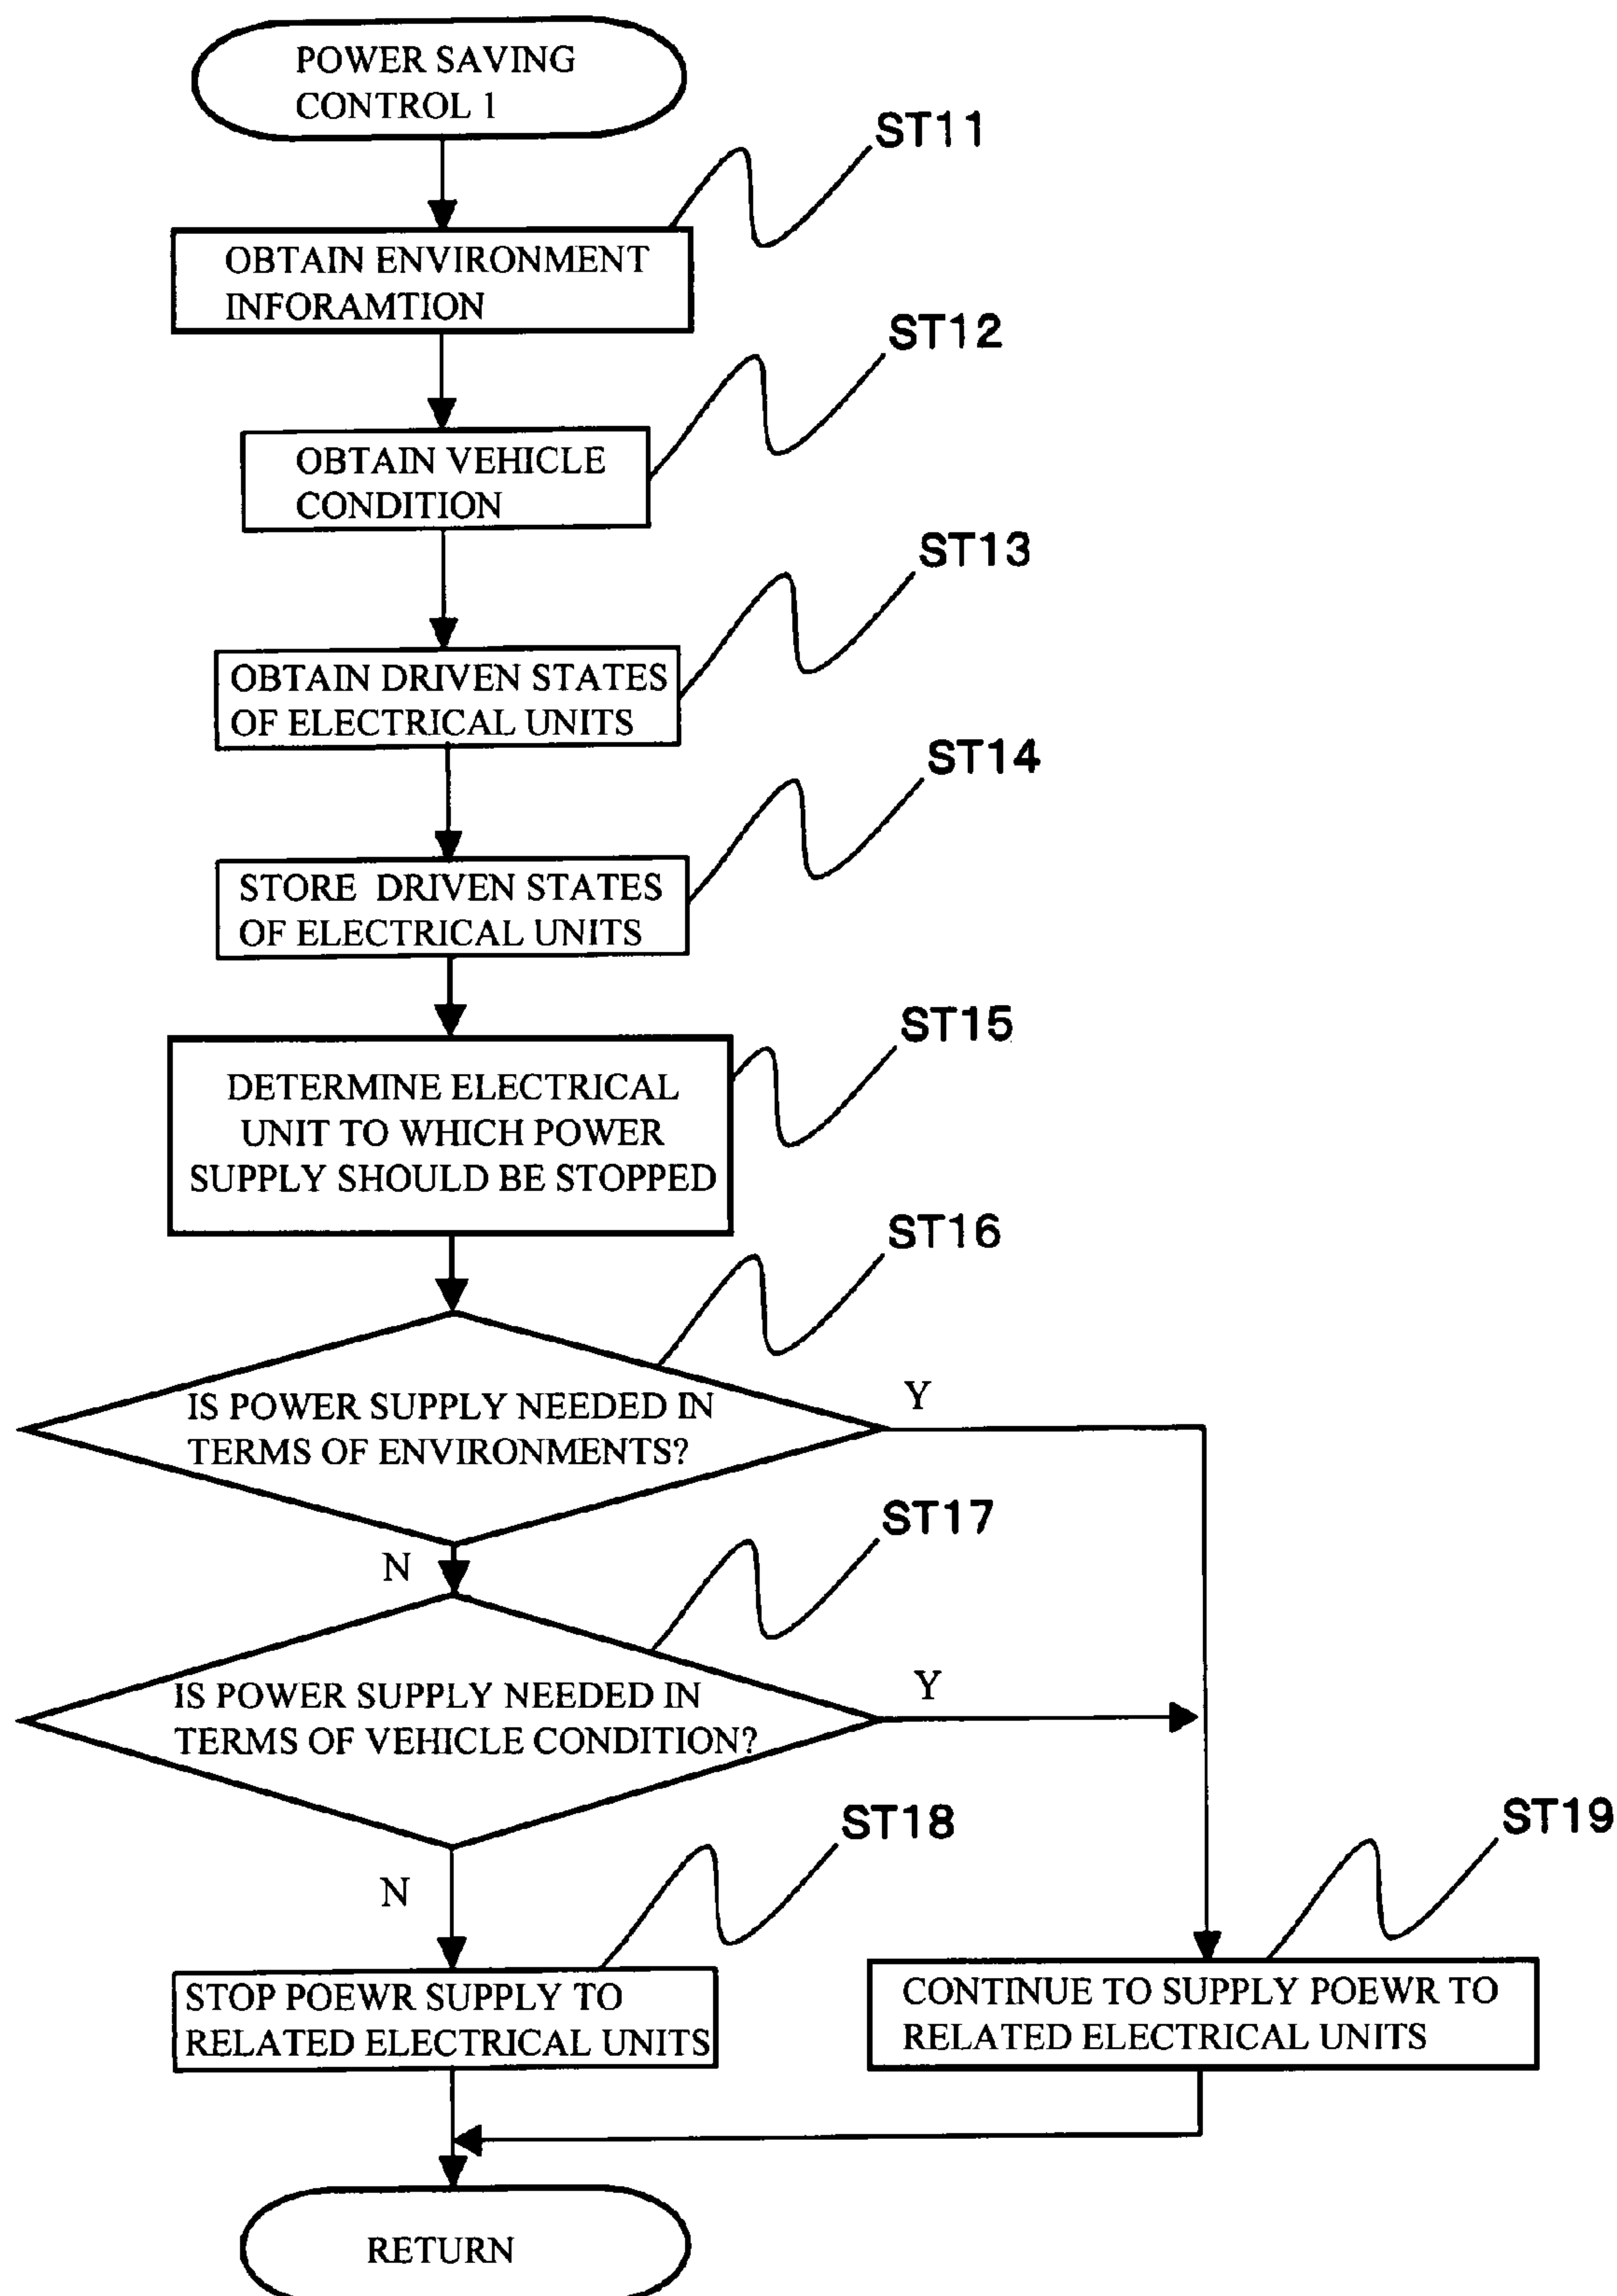 POWER SAVING
CONTROL 1
ST11
OBTAIN ENVIRONMENT
INFORAMTION
ST12
OBTAIN VEHICLE
CONDITION
ST13
OBTAIN DRIVEN STATES
OF ELECTRICAL UNITS
ST14
STORE DRIVEN STATES
OF ELECTRICAL UNITS
ST15
DETERMINE ELECTRICAL
UNIT TO WHICH POWER
SUPPLY SHOULD BE STOPPED
ST16
IS POWER SUPPLY NEEDED IN
TERMS OF ENVIRONMENTS?
Y
N
ST17
IS POWER SUPPLY NEEDED IN
TERMS OF VEHICLE CONDITION?
Y
N
ST18
STOP POEWR SUPPLY TO
RELATED ELECTRICAL UNITS
ST19
CONTINUE TO SUPPLY POEWR TO
RELATED ELECTRICAL UNITS
RETURN